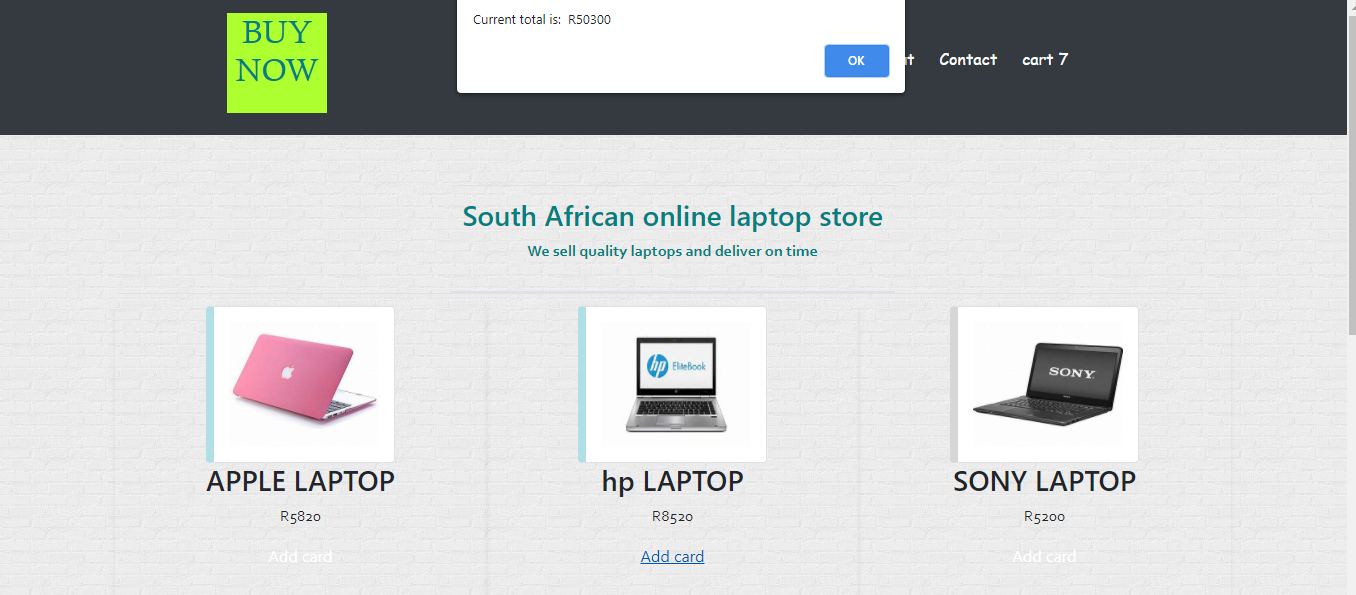 BUY
NOW
Current total is: R50300
OK
Contact
cart 7
South African online laptop store
We sell quality laptops and deliver on time
hp EliteBook
SONY
APPLE LAPTOP
hp LAPTOP
SONY LAPTOP
R5820
R8520
R5200
Add card
Add card
Add card